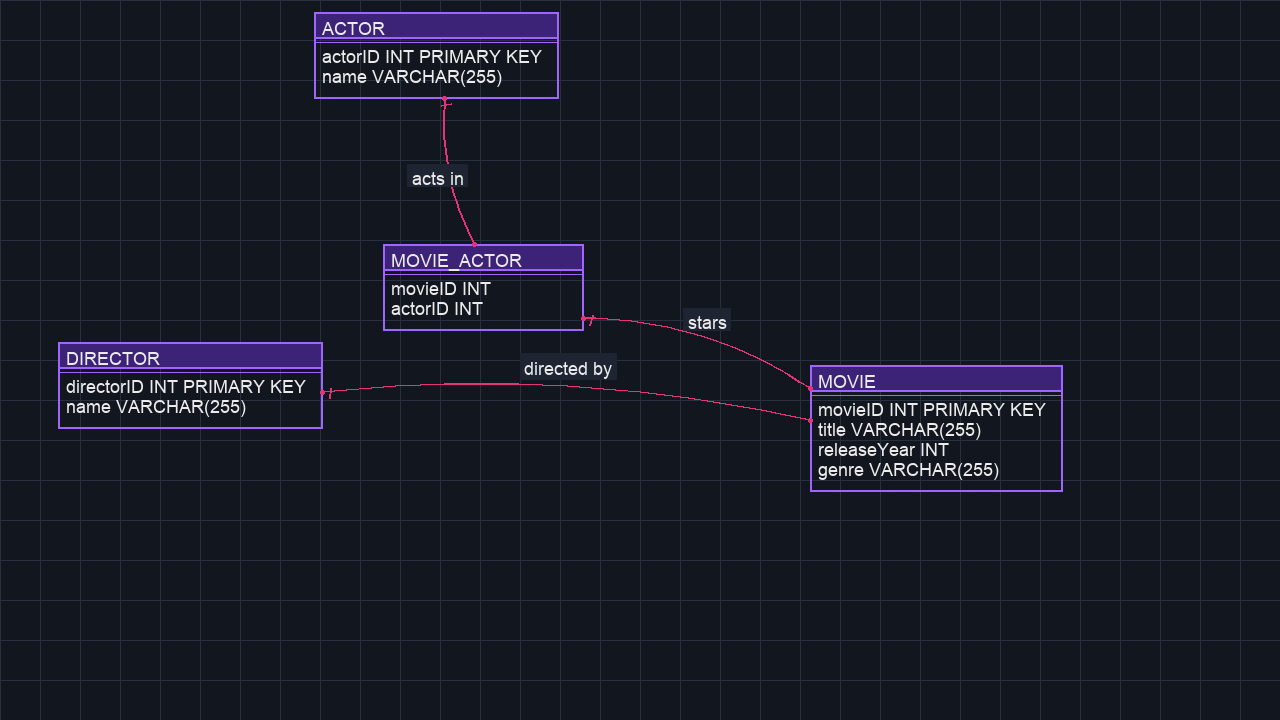 ACTOR
actorID INT PRIMARY KEY
name VARCHAR(255)
acts in
MOVIE_ACTOR
movieID INT
actorID INT
stars
DIRECTOR
directorID INT PRIMARY KEY
name VARCHAR(255)
directed by
MOVIE
movieID INT PRIMARY KEY
title VARCHAR(255)
releaseYear INT
genre VARCHAR(255)